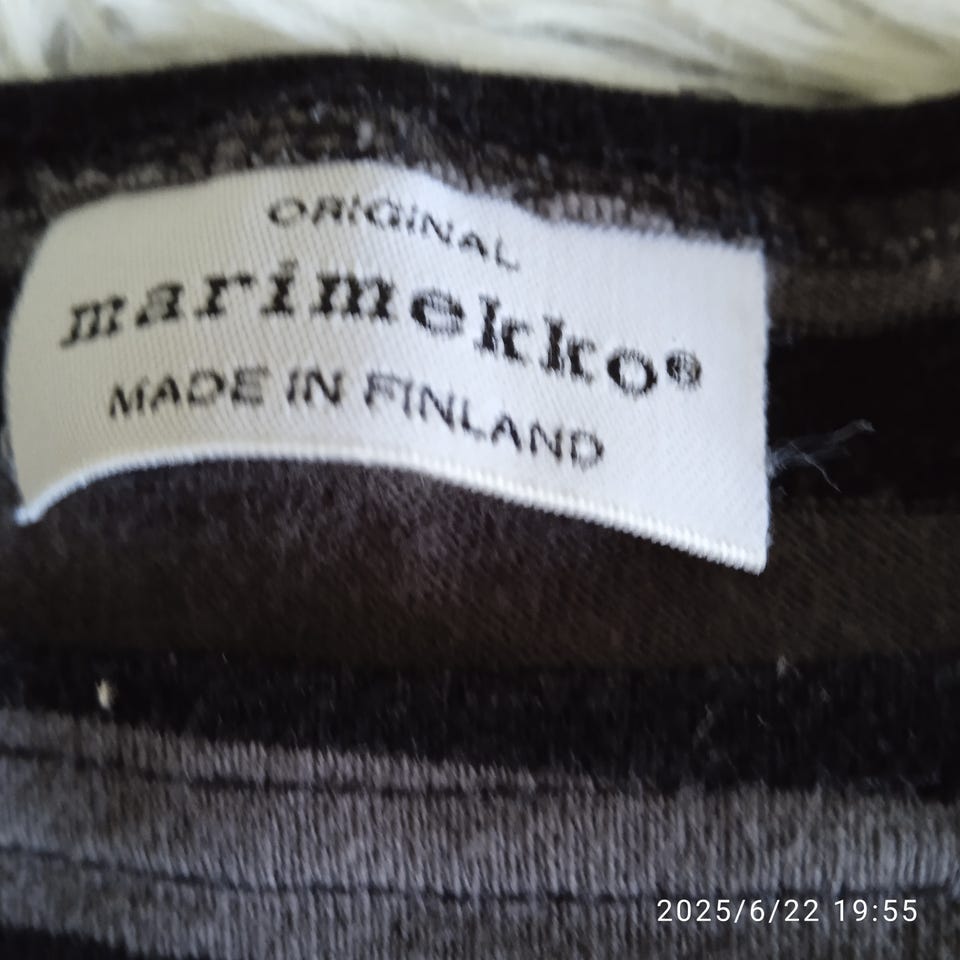 ORIGINAL
marimekko®
MADE IN FINLAND
2025/6/22 19:55